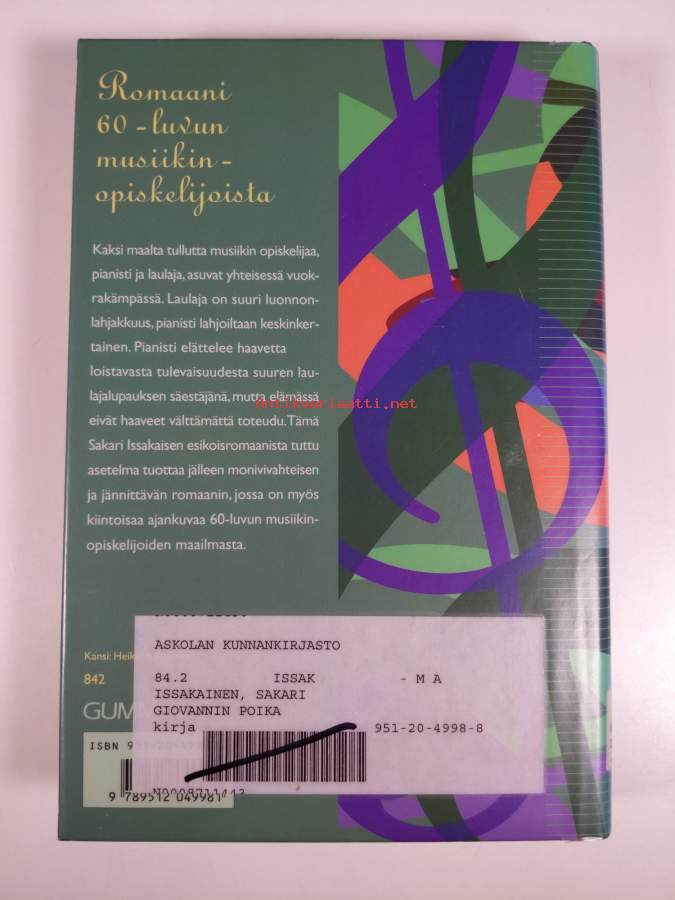 Romaani
60-luvun
musiikin-
opiskelijoista
Kaksi maalta tullutta musiikin opiskelijaa,
pianisti ja laulaja, asuvat yhteisessä vuok-
rakämpässä. Laulaja on suuri luonnon-
lahjakkuus, pianisti lahjoiltaan keskinker-
tainen. Pianisti elättelee haavetta
loistavasta tulevaisuudesta suuren lau-
lajalupauksen säestäjänä, mutta elämässä
eivät haaveet välttämättä toteudu. Tämä
Sakari Issakaisen esikoisromaanista tuttu
asetelma tuottaa jälleen monivivahteisen
ja jännittävän romaanin, jossa on myös
kiintoisaa ajankuvaa 60-luvun musiikin-
opiskelijoiden maailmasta.
Antikvariaatti.net
ASKOLAN KUNNANKIRJASTO
84.2 ISSAK - M A
ISSAKAINEN, SAKARI
GIOVANNIN POIKA
kirja 951-20-4998-8
Kansi: Heik
842
GUM
ISBN
9 789512 049981